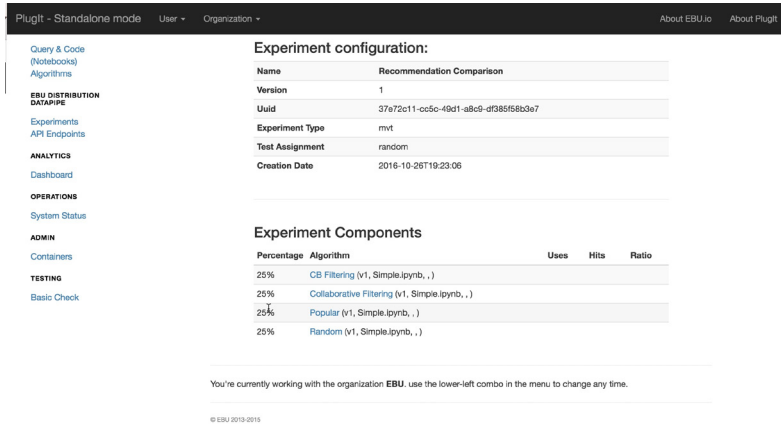 PlugIt - Standalone mode User Organization About EBU.io About PlugIt
Query & Code
(Notebooks)
Algorithms
EBU DISTRIBUTION
DATAPIPE
Experiments
API Endpoints
ANALYTICS
Dashboard
OPERATIONS
System Status
ADMIN
Containers
TESTING
Basic Check
Experiment configuration:
Name Recommendation Comparison
Version 1
Uuid 37e72c11-cc5c-49d1-a8c9-df385f58b3e7
Experiment Type mvt
Test Assignment random
Creation Date 2016-10-26T19:23:06
Experiment Components
Percentage Algorithm Uses Hits Ratio
25% CB Filtering (v1, Simple.ipynb, , )
25% Collaborative Filtering (v1, Simple.ipynb, , )
25% Popular (v1, Simple.ipynb, , )
25% Random (v1, Simple.ipynb, , )
You're currently working with the organization EBU. use the lower-left combo in the menu to change any time.
© EBU 2013-2015